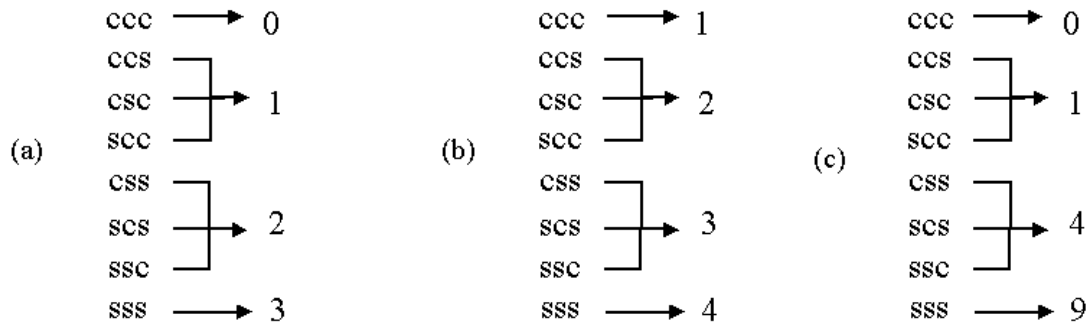 ccc 0 ccc 1 ccc 0
ccs ccs ccs
csc 1 csc 2 csc 1
scc scc scc
(a) (b) (c)
css css css
scs 2 scs 3 scs 4
ssc ssc ssc
sss 3 sss 4 sss 9